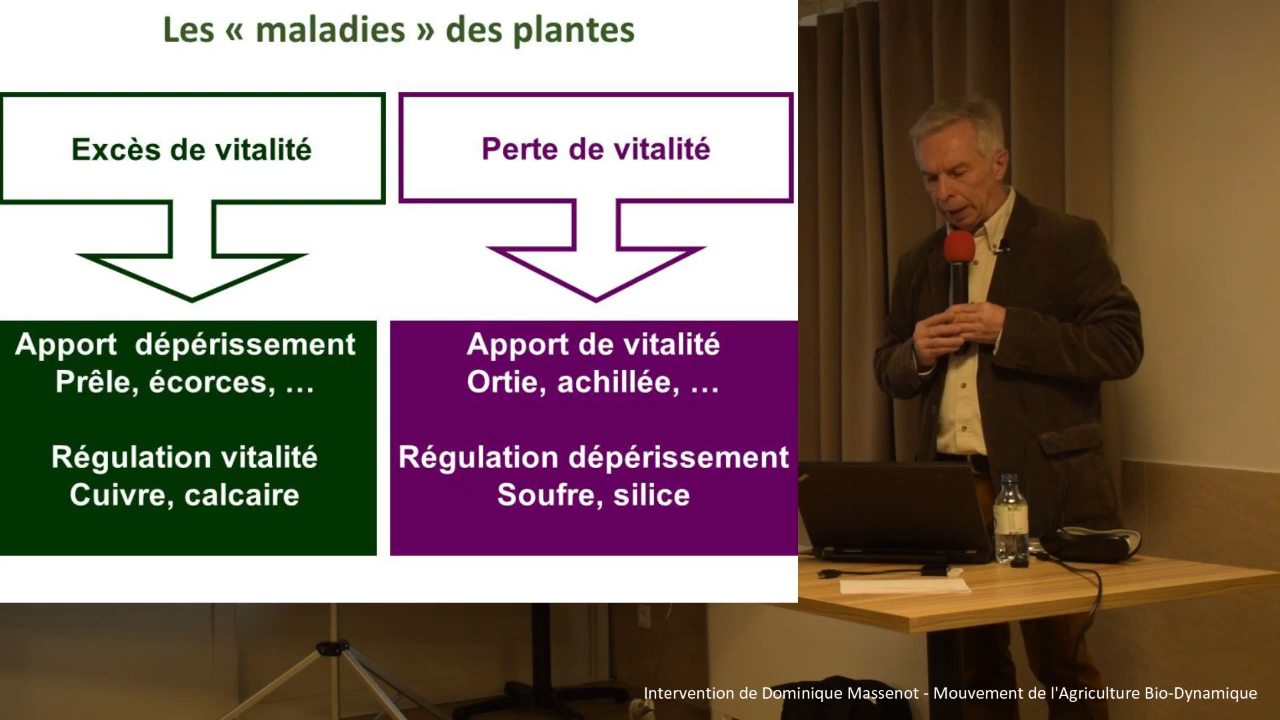 Les « maladies » des plantes
Excès de vitalité
Perte de vitalité
Apport dépérissement
Prêle, écorces, …
Régulation vitalité
Cuivre, calcaire
Apport de vitalité
Ortie, achillée, …
Régulation dépérissement
Soufre, silice
Intervention de Dominique Massenot - Mouvement de l'Agriculture Bio-Dynamique